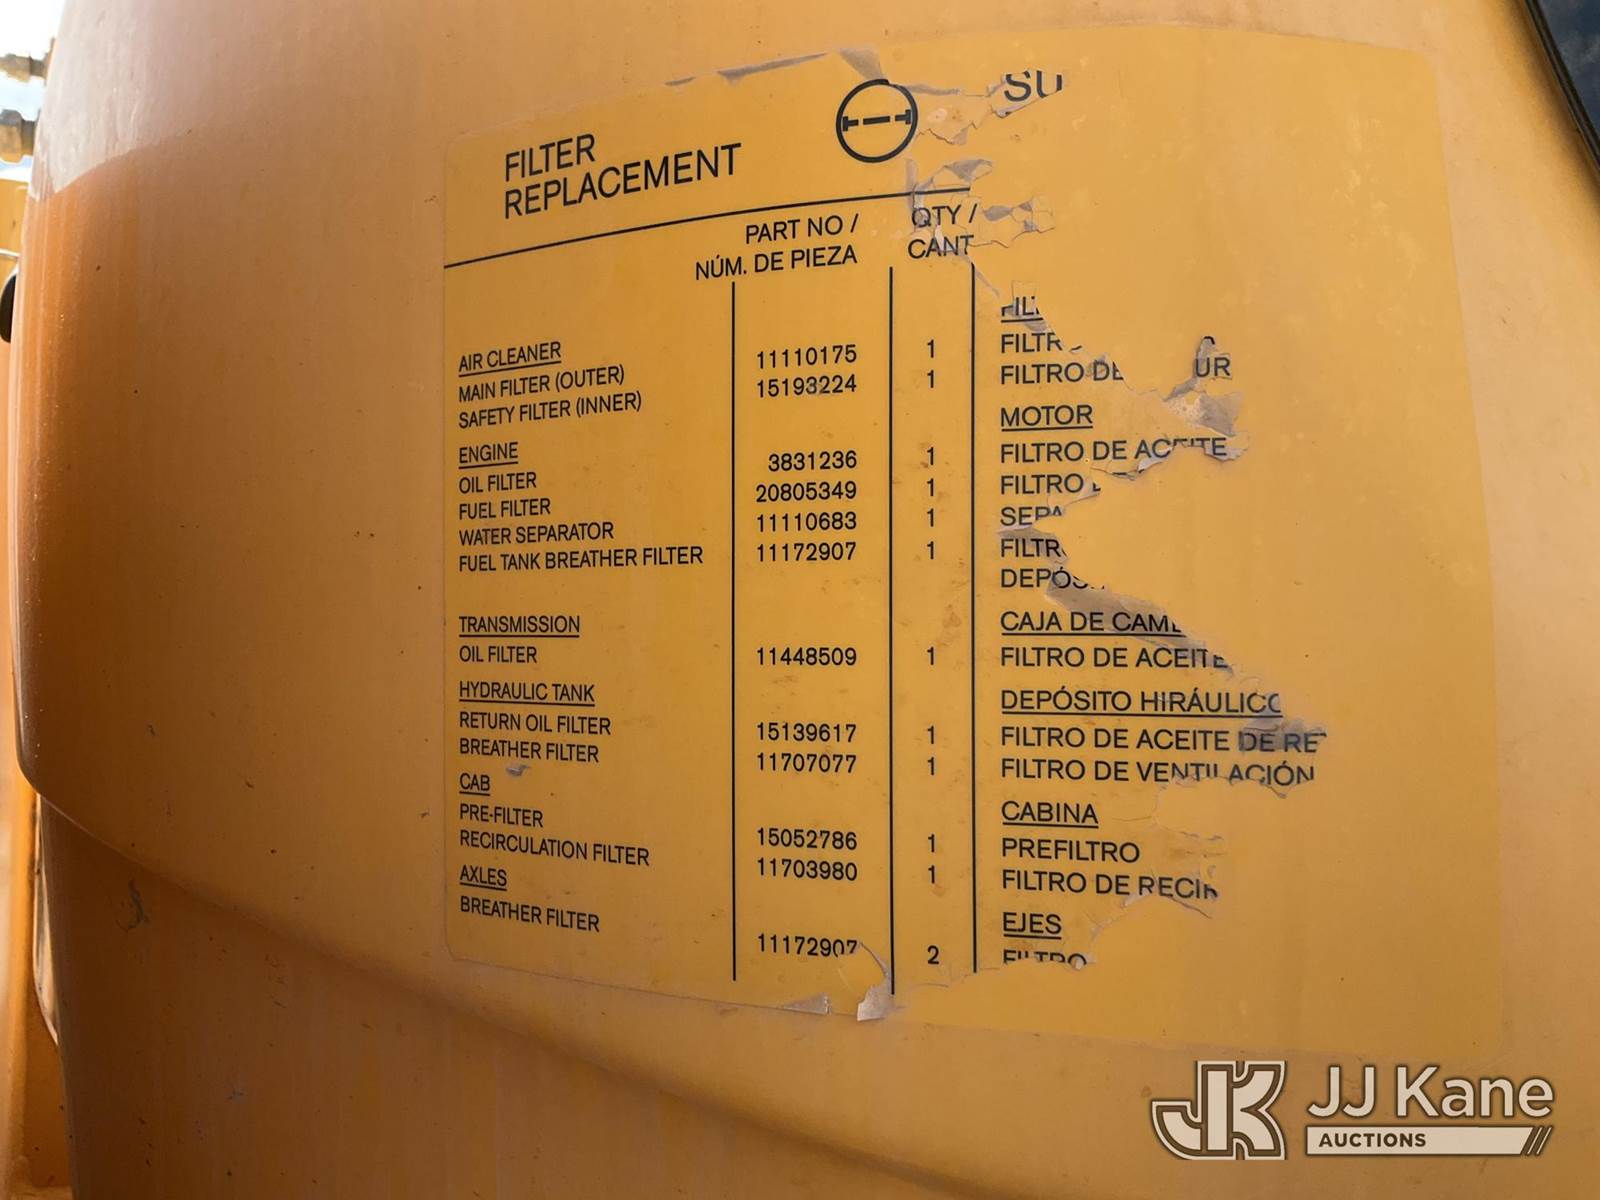 FILTER
REPLACEMENT
PART NO /
NÚM. DE PIEZA
QTY /
CANT
AIR CLEANER
MAIN FILTER (OUTER) 11110175 1
SAFETY FILTER (INNER) 15193224 1
FILTRO DE
ENGINE
MOTOR
OIL FILTER 3831236 1 FILTRO DE ACEITE
FUEL FILTER 20805349 1 FILTRO
WATER SEPARATOR 11110683 1
FUEL TANK BREATHER FILTER 11172907 1
TRANSMISSION
CAJA DE
OIL FILTER 11448509 1 FILTRO DE ACEITE
HYDRAULIC TANK
DEPÓSITO HIRÁULICO
RETURN OIL FILTER 15139617 1 FILTRO DE ACEITE DE
BREATHER FILTER 11707077 1 FILTRO DE VENTILACIÓN
CAB
CABINA
PRE-FILTER 15052786 1 PREFILTRO
RECIRCULATION FILTER 11703980 1 FILTRO DE
AXLES
EJES
BREATHER FILTER 11172907 2 FILTRO
JJ Kane
AUCTIONS